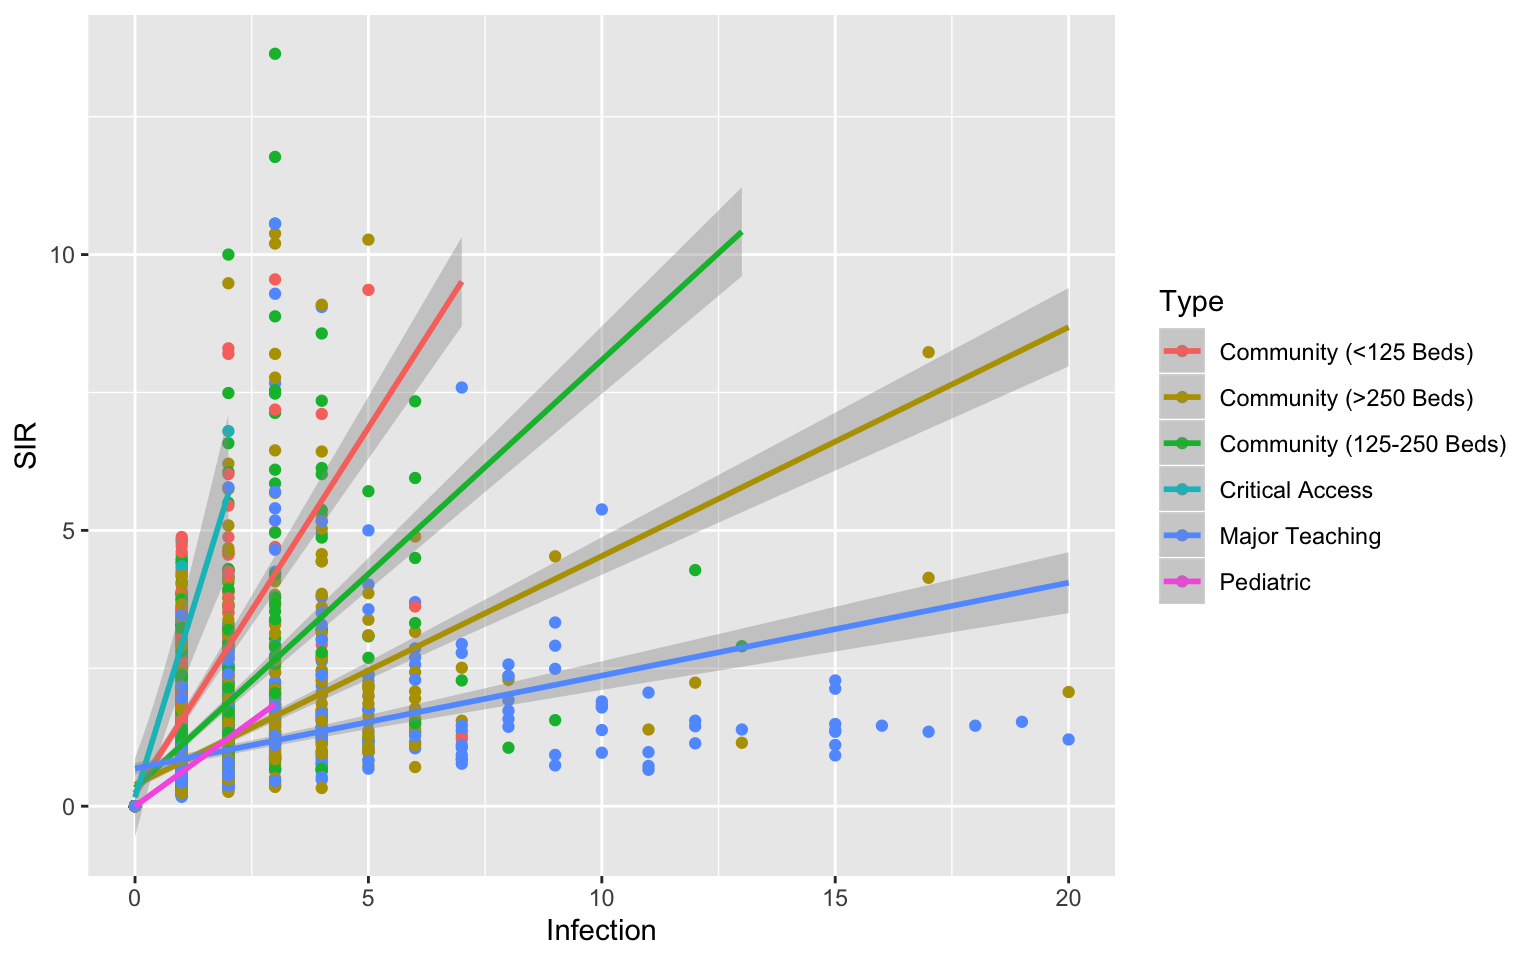 SIR
10
5
0
0 5 10 15 20
Infection
Type
Community (<125 Beds)
Community (>250 Beds)
Community (125-250 Beds)
Critical Access
Major Teaching
Pediatric